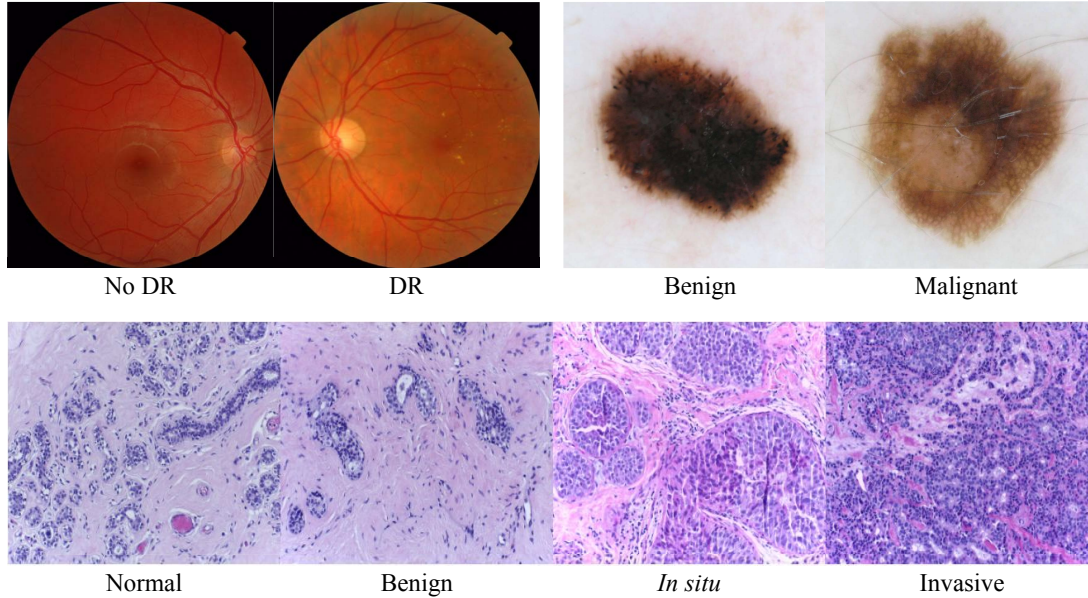 No DR
DR
Benign
Malignant
Normal
Benign
In situ
Invasive